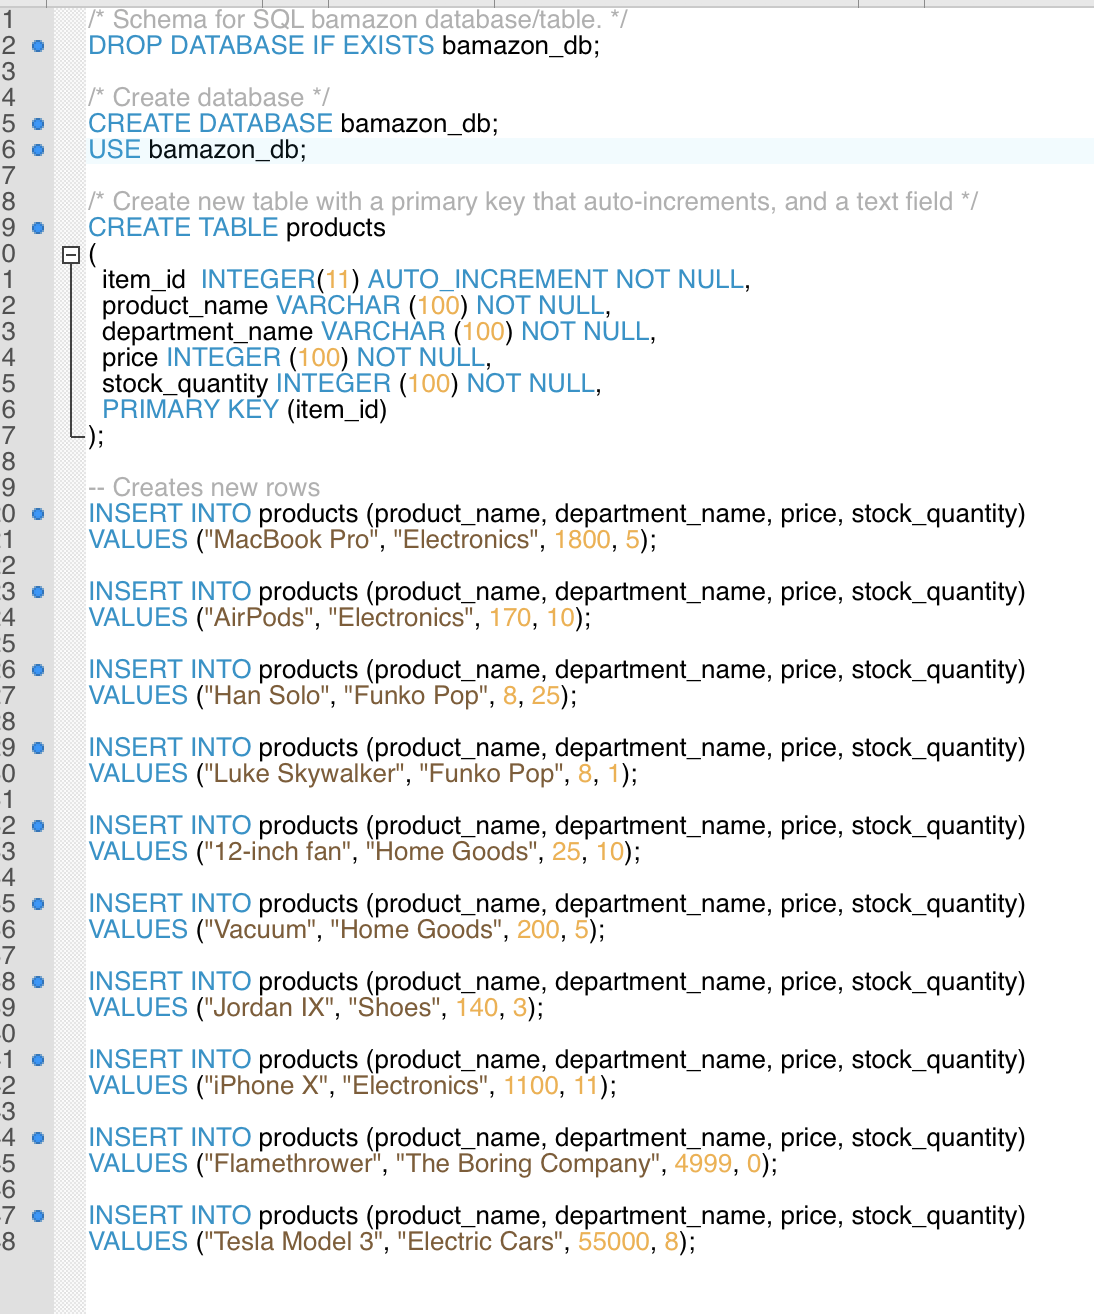 1 /* Schema for SQL bamazon database/table. */
2 DROP DATABASE IF EXISTS bamazon_db;
3
4 /* Create database */
5 CREATE DATABASE bamazon_db;
6 USE bamazon_db;
7
8 /* Create new table with a primary key that auto-increments, and a text field */
9 CREATE TABLE products
0 (
1 item_id  INTEGER(11) AUTO_INCREMENT NOT NULL,
2 product_name VARCHAR (100) NOT NULL,
3 department_name VARCHAR (100) NOT NULL,
4 price INTEGER (100) NOT NULL,
5 stock_quantity INTEGER (100) NOT NULL,
6 PRIMARY KEY (item_id)
7 );
8
9 -- Creates new rows
0 INSERT INTO products (product_name, department_name, price, stock_quantity)
1 VALUES ("MacBook Pro", "Electronics", 1800, 5);
2
3 INSERT INTO products (product_name, department_name, price, stock_quantity)
4 VALUES ("AirPods", "Electronics", 170, 10);
5
6 INSERT INTO products (product_name, department_name, price, stock_quantity)
7 VALUES ("Han Solo", "Funko Pop", 8, 25);
8
9 INSERT INTO products (product_name, department_name, price, stock_quantity)
0 VALUES ("Luke Skywalker", "Funko Pop", 8, 1);
1
2 INSERT INTO products (product_name, department_name, price, stock_quantity)
3 VALUES ("12-inch fan", "Home Goods", 25, 10);
4
5 INSERT INTO products (product_name, department_name, price, stock_quantity)
6 VALUES ("Vacuum", "Home Goods", 200, 5);
7
8 INSERT INTO products (product_name, department_name, price, stock_quantity)
9 VALUES ("Jordan IX", "Shoes", 140, 3);
0
1 INSERT INTO products (product_name, department_name, price, stock_quantity)
2 VALUES ("iPhone X", "Electronics", 1100, 11);
3
4 INSERT INTO products (product_name, department_name, price, stock_quantity)
5 VALUES ("Flamethrower", "The Boring Company", 4999, 0);
6
7 INSERT INTO products (product_name, department_name, price, stock_quantity)
8 VALUES ("Tesla Model 3", "Electric Cars", 55000, 8);